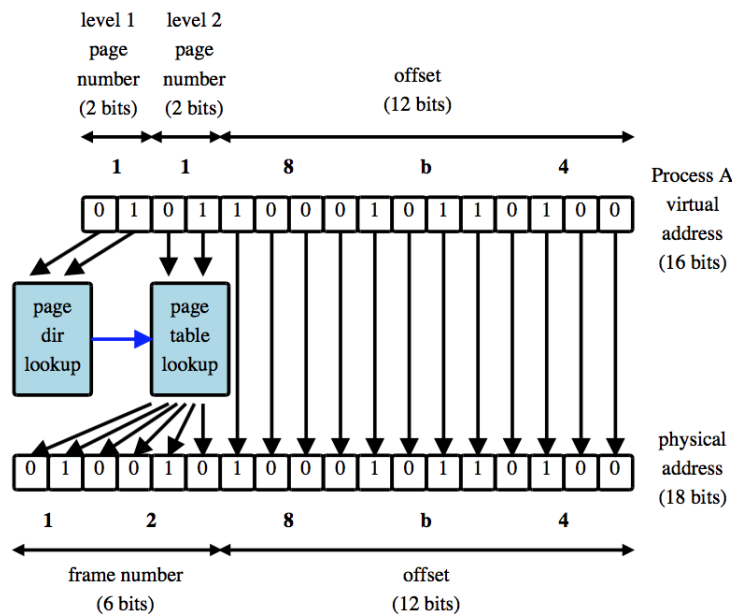 level 1 level 2
page page
number number
(2 bits) (2 bits)
offset
(12 bits)
1 1 8 b 4
Process A
virtual
address
(16 bits)
0 1 0 1 1 0 0 0 1 0 1 1 0 1 0 0
page
dir
lookup
page
table
lookup
physical
address
(18 bits)
0 1 0 0 1 0 1 0 0 0 1 0 1 1 0 1 0 0
1 2 8 b 4
frame number
(6 bits)
offset
(12 bits)